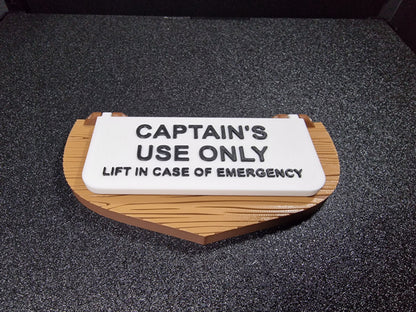 CAPTAIN'S
USE ONLY
LIFT IN CASE OF EMERGENCY